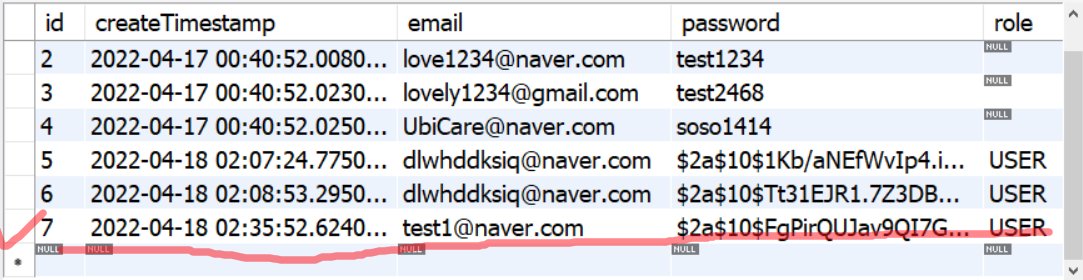 id createTimestamp email password role
2 2022-04-17 00:40:52.0080... love1234@naver.com test1234 NULL
3 2022-04-17 00:40:52.0230... lovely1234@gmail.com test2468 NULL
4 2022-04-17 00:40:52.0250... UbiCare@naver.com soso1414 NULL
5 2022-04-18 02:07:24.7750... dlwhddksiq@naver.com $2a$10$1Kb/aNEfWvIp4.i... USER
6 2022-04-18 02:08:53.2950... dlwhddksiq@naver.com $2a$10$Tt31EJR1.7Z3DB... USER
7 2022-04-18 02:35:52.6240... test1@naver.com $2a$10$FgPirQUJav9QI7G... USER
* NULL NULL NULL NULL NULL